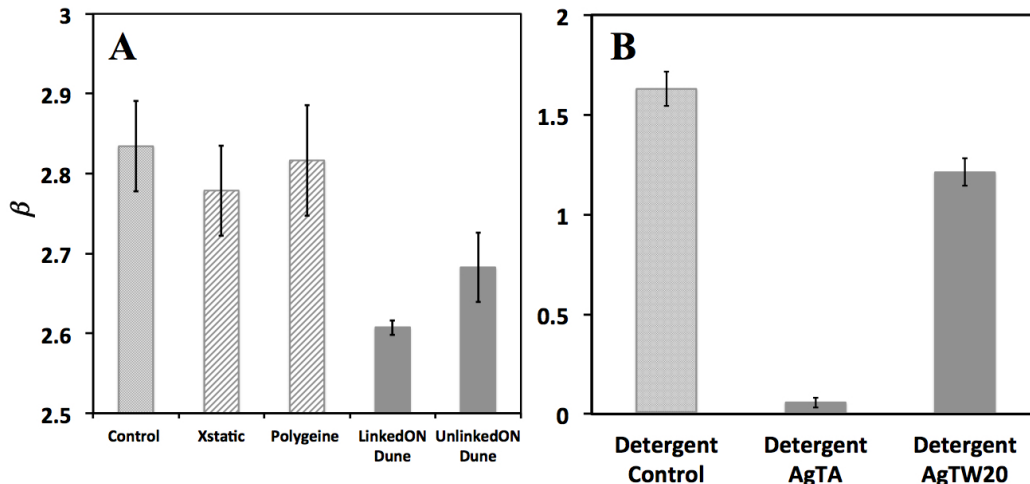 A
3
2.9
2.8
2.7
2.6
2.5
β
Control Xstatic Polygeine LinkedON UnlinkedON
Dune Dune
B
2
1.5
1
0.5
0
Detergent Detergent Detergent
Control AgTA AgTW20